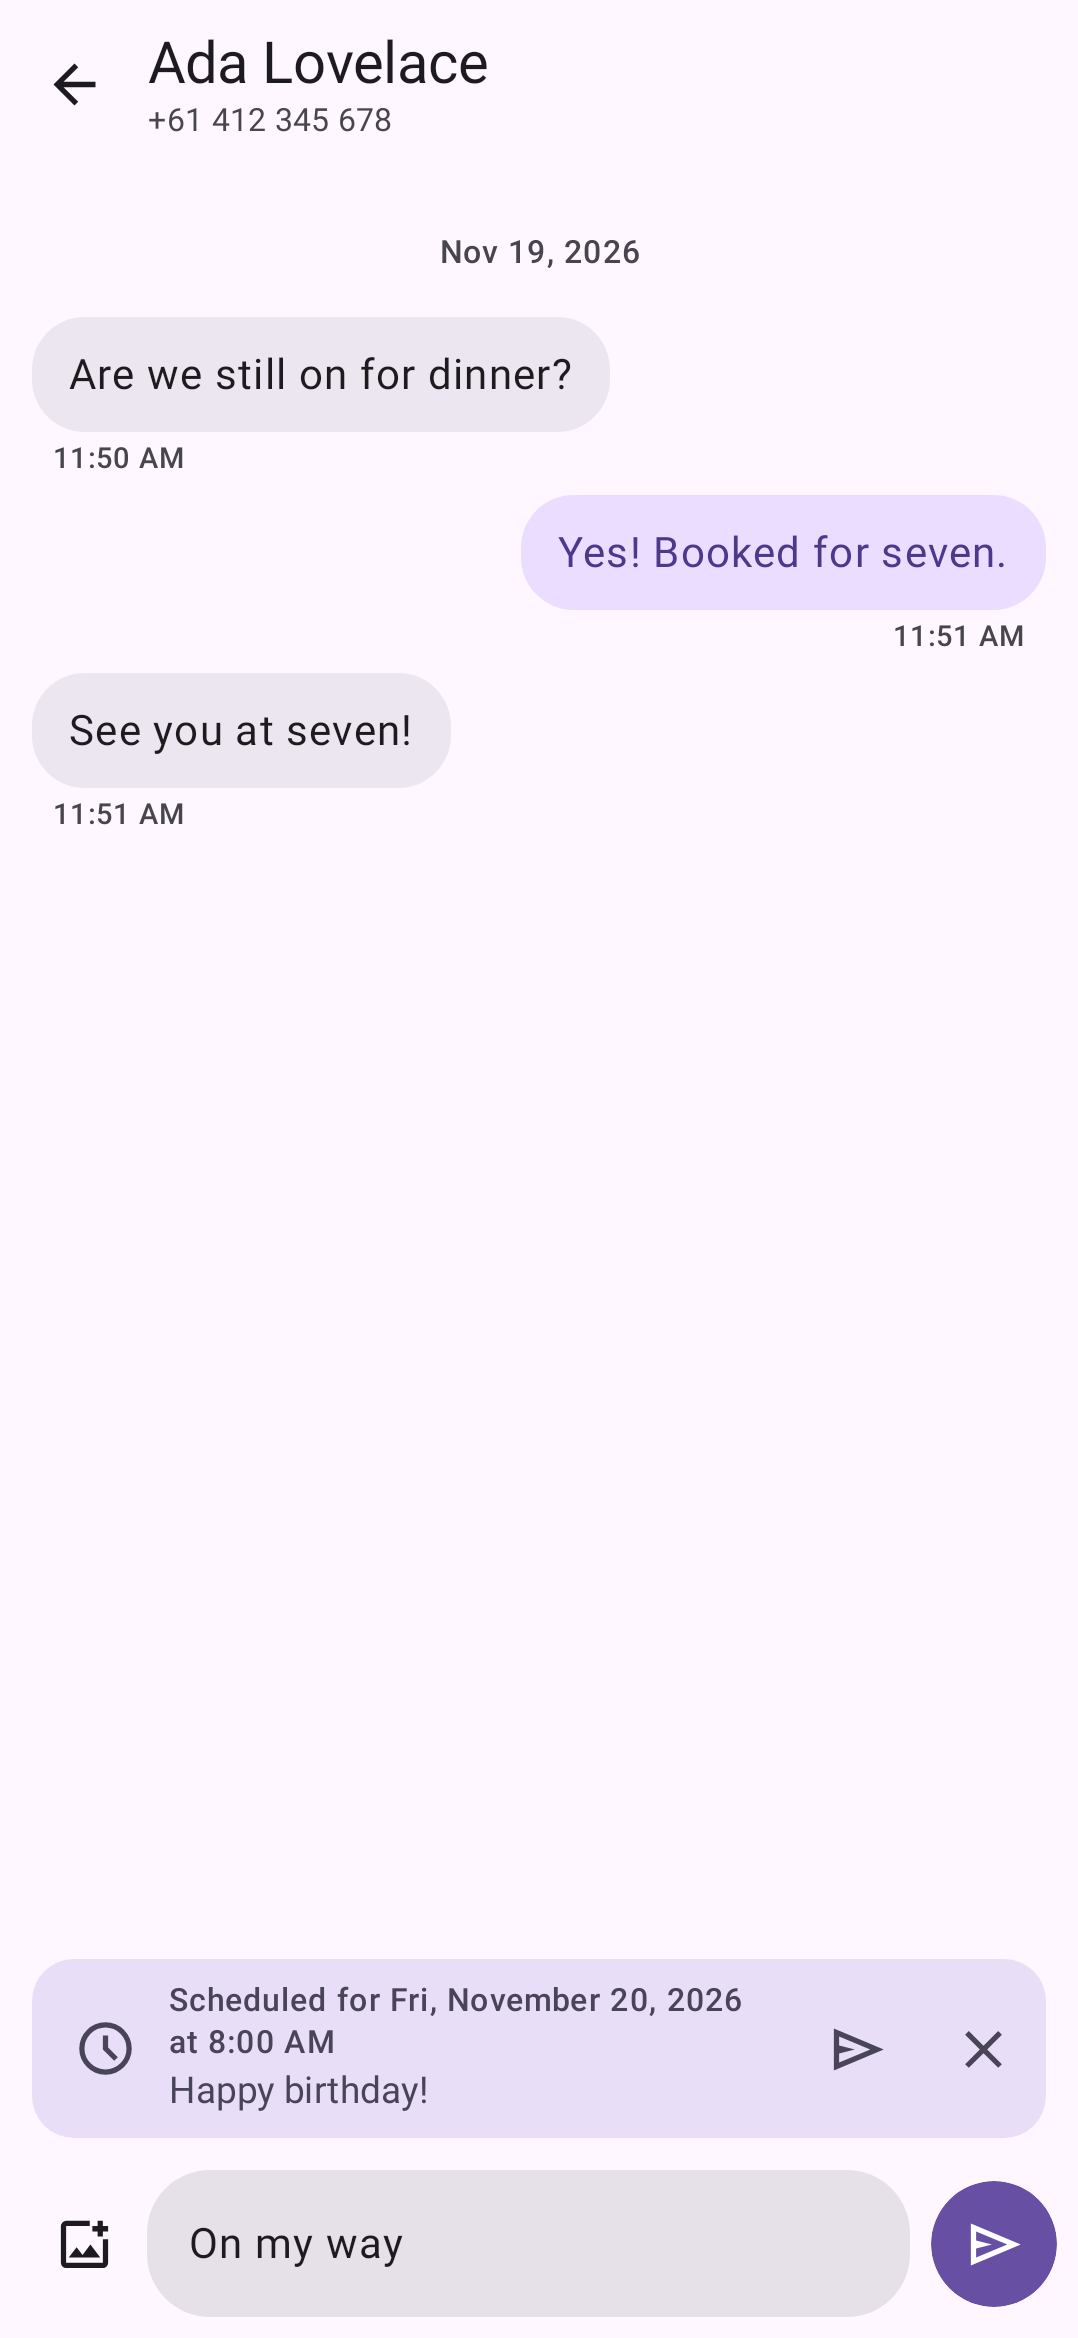 Ada Lovelace
+61 412 345 678
Nov 19, 2026
Are we still on for dinner?
11:50 AM
Yes! Booked for seven.
11:51 AM
See you at seven!
11:51 AM
Scheduled for Fri, November 20, 2026
at 8:00 AM
Happy birthday!
On my way